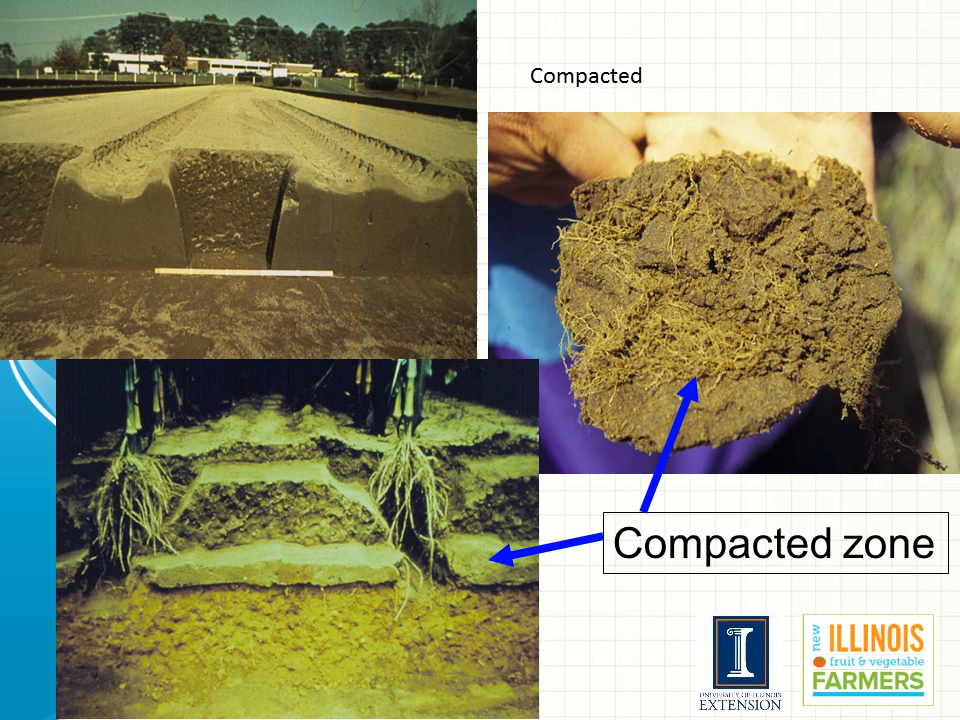 Compacted
Compacted zone
UNIVERSITY OF ILLINOIS
EXTENSION
new
ILLINOIS
fruit & vegetable
FARMERS